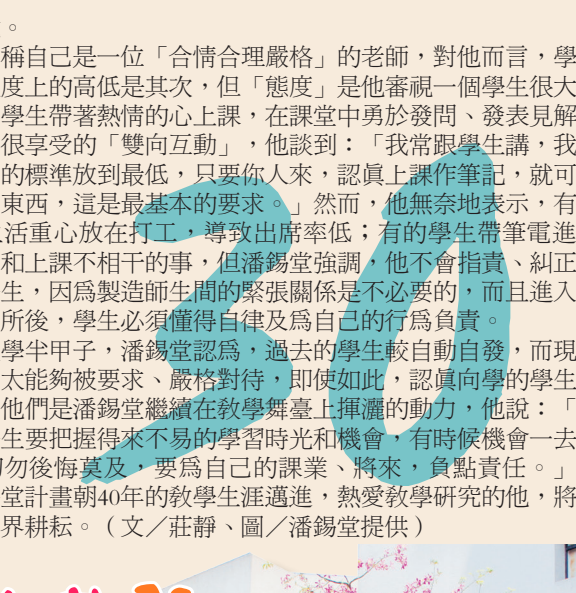 。
稱自己是一位「合情合理嚴格」的老師，對他而言，學
度上的高低是其次，但「態度」是他審視一個學生很大
學生帶著熱情的心上課，在課堂中勇於發問、發表見解
很享受的「雙向互動」，他談到：「我常跟學生講，我
的標準放到最低，只要你人來，認真上課作筆記，就可
東西，這是最基本的要求。」然而，他無奈地表示，有
活重心放在打工，導致出席率低；有的學生帶筆電進
和上課不相干的事，但潘錫堂強調，他不會指責、糾正
生，因為製造師生間的緊張關係是不必要的，而且進入
所後，學生必須懂得自律及為自己的行為負責。
學半甲子，潘錫堂認為，過去的學生較自動自發，而現
太能夠被要求、嚴格對待，即使如此，認真向學的學生
他們是潘錫堂繼續在教學舞臺上揮灑的動力，他說：「
生要把握得來不易的學習時光和機會，有時候機會一去
切勿後悔莫及，要為自己的課業、將來，負點責任。」
堂計畫朝40年的教學生涯邁進，熱愛教學研究的他，將
界耕耘。（文／莊靜、圖／潘錫堂提供）
30